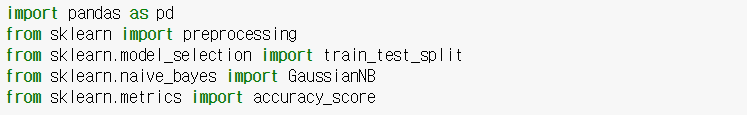 import pandas as pd
from sklearn import preprocessing
from sklearn.model_selection import train_test_split
from sklearn.naive_bayes import GaussianNB
from sklearn.metrics import accuracy_score